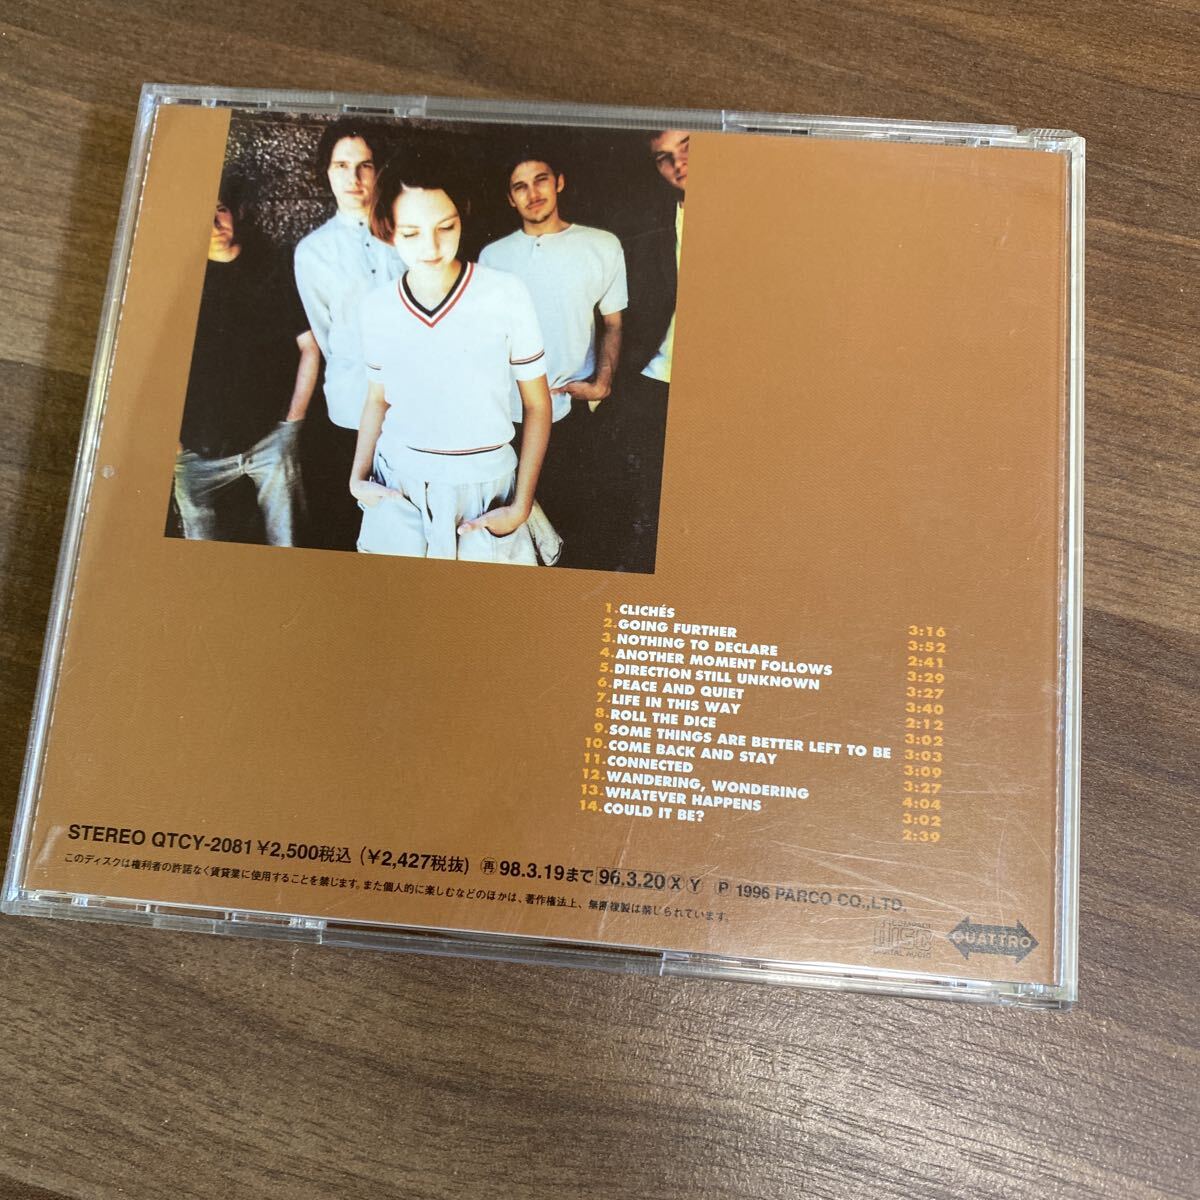 1.CLICHÉS 3:16
2.GOING FURTHER 3:52
3.NOTHING TO DECLARE 2:41
4.ANOTHER MOMENT FOLLOWS 3:29
5.DIRECTION STILL UNKNOWN 3:27
6.PEACE AND QUIET 3:40
7.LIFE IN THIS WAY 2:12
8.ROLL THE DICE 3:02
9.SOME THINGS ARE BETTER LEFT TO BE 3:03
10.COME BACK AND STAY 3:09
11.CONNECTED 3:27
12.WANDERING, WONDERING 4:04
13.WHATEVER HAPPENS 3:02
14.COULD IT BE? 2:39
STEREO QTCY-2081 ¥2,500税込 (¥2,427税抜) 再98.3.19まで 96.3.20 X Y Ⓟ 1996 PARCO CO.,LTD.
このディスクは権利者の許諾なく賃貸業に使用することを禁じます。また個人的に楽しむなどのほかは、著作権法上、無断複製は禁じられています。
disc
DIGITAL AUDIO
QUATTRO